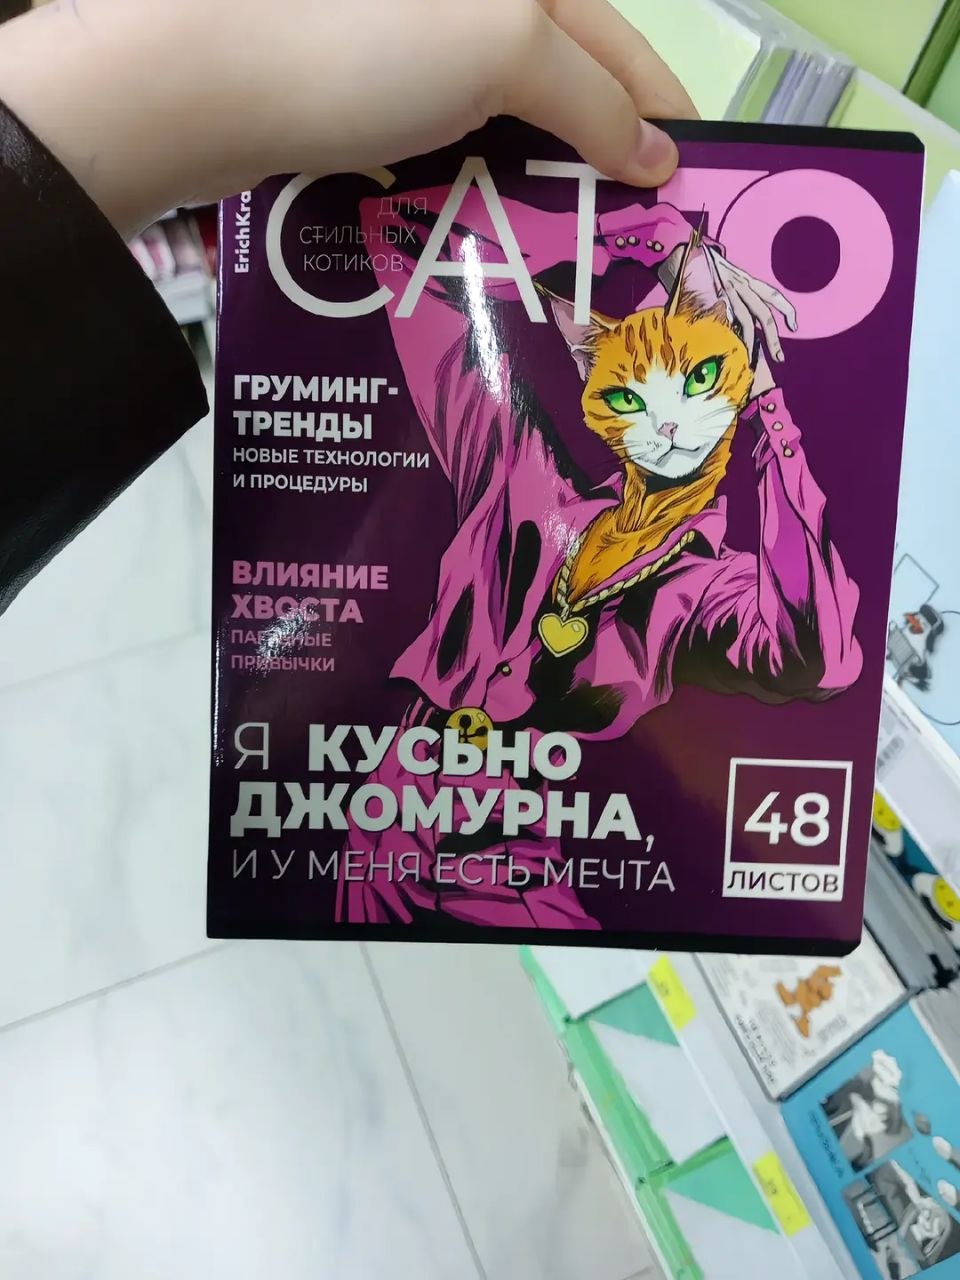 ErichKra
CATTO
ДЛЯ
СТИЛЬНЫХ
КОТИКОВ
ГРУМИНГ-
ТРЕНДЫ
НОВЫЕ ТЕХНОЛОГИИ
И ПРОЦЕДУРЫ
ВЛИЯНИЕ
ХВОСТА
ПРИВЫЧКИ
Я КУСЬНО
ДЖОМУРНА,
И У МЕНЯ ЕСТЬ МЕЧТА
48
ЛИСТОВ